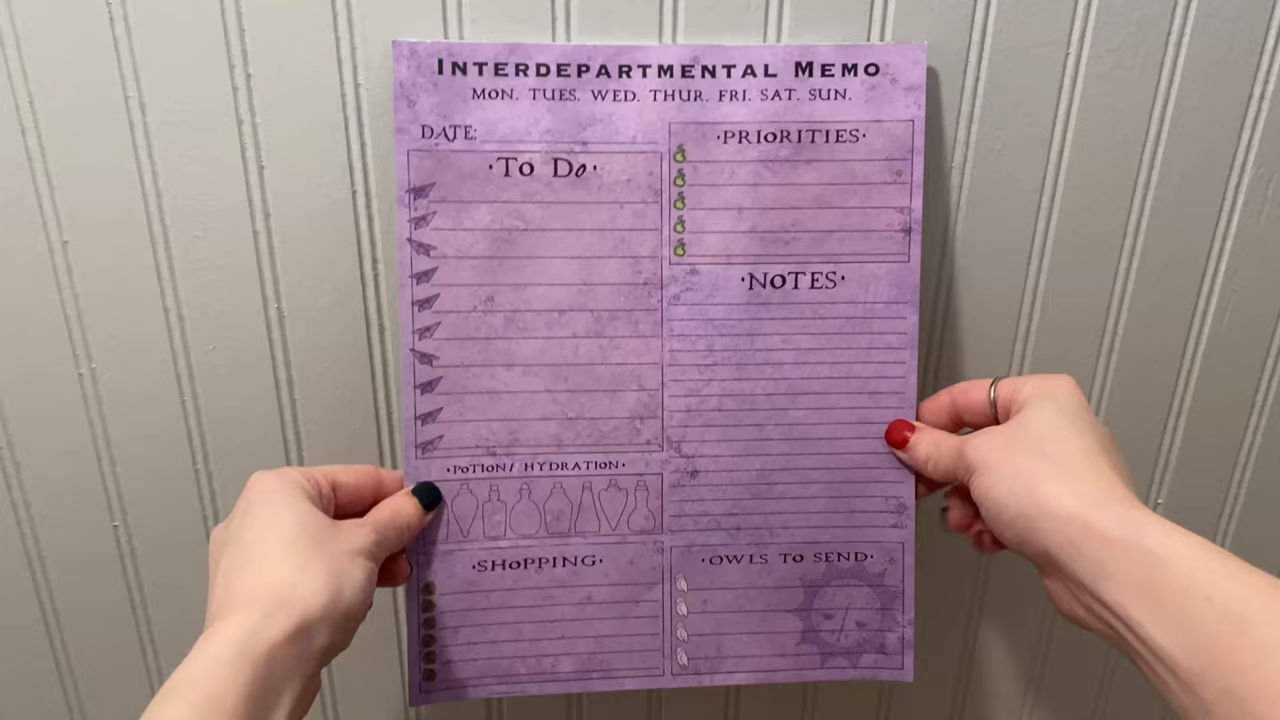 INTERDEPARTMENTAL MEMO
MON. TUES. WED. THUR. FRI. SAT. SUN.
DATE:
·TO DO·
·POTION/ HYDRATION·
·SHOPPING·
·PRIORITIES·
·NOTES·
·OWLS TO SEND·